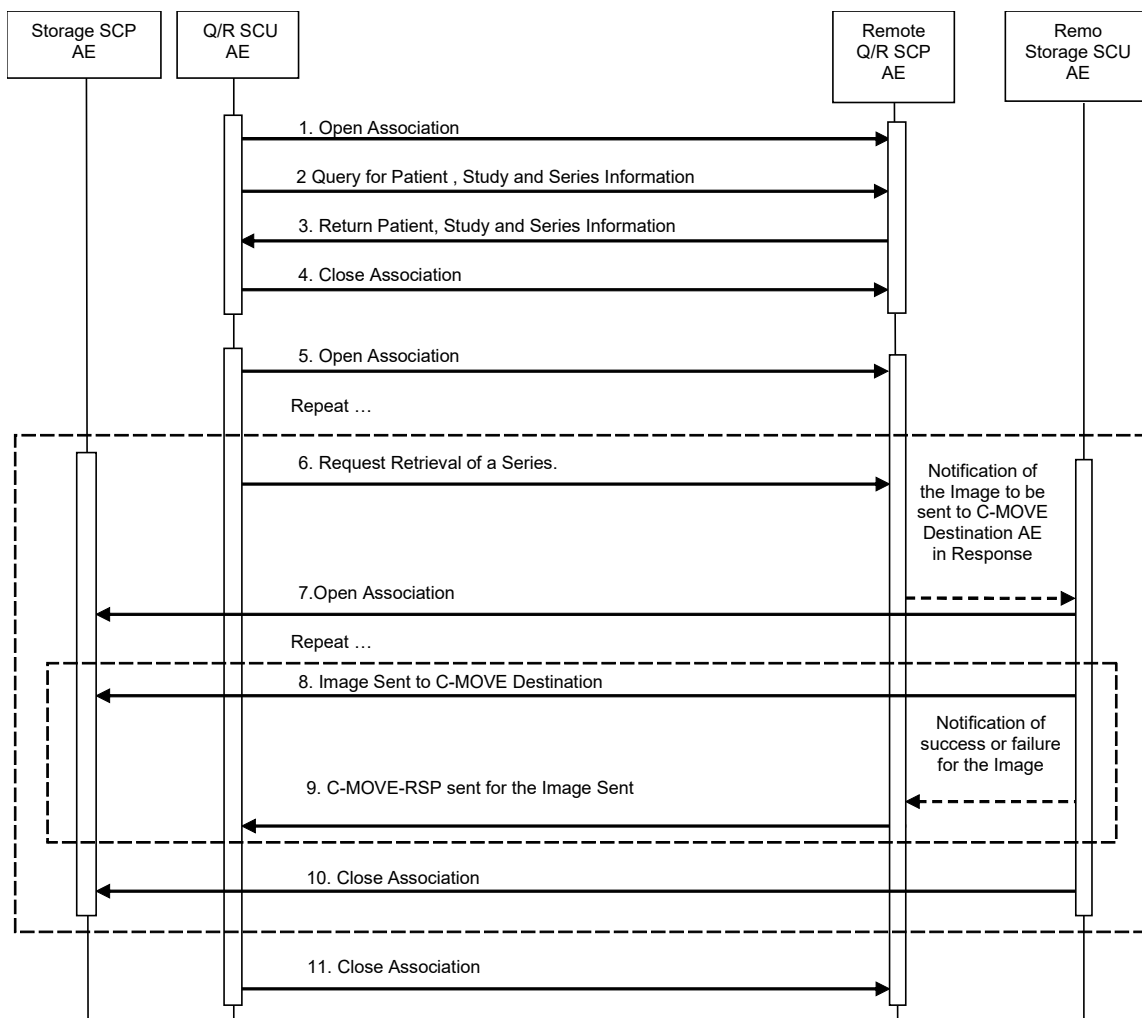 Storage SCP
AE
Q/R SCU
AE
Remote
Q/R SCP
AE
Remo
Storage SCU
AE
1. Open Association
2 Query for Patient , Study and Series Information
3. Return Patient, Study and Series Information
4. Close Association
5. Open Association
Repeat …
6. Request Retrieval of a Series.
Notification of
the Image to be
sent to C-MOVE
Destination AE
in Response
7.Open Association
Repeat …
8. Image Sent to C-MOVE Destination
Notification of
success or failure
for the Image
9. C-MOVE-RSP sent for the Image Sent
10. Close Association
11. Close Association